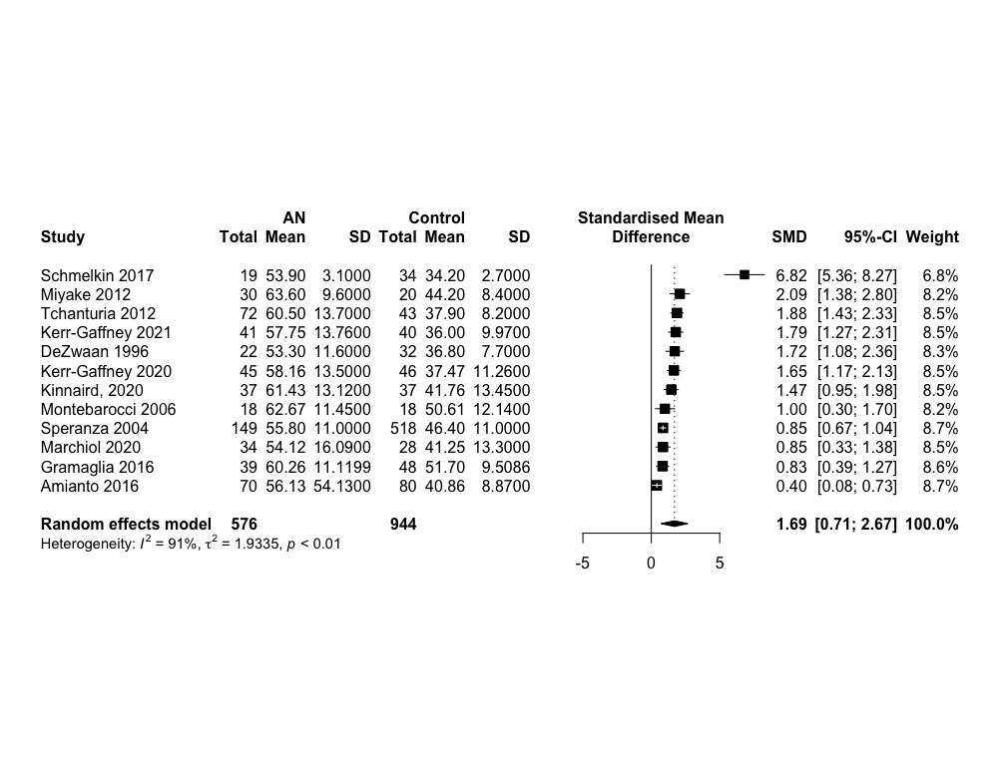 AN Control Standardised Mean
Study Total Mean SD Total Mean SD Difference SMD 95%-CI Weight
Schmelkin 2017 19 53.90 3.1000 34 34.20 2.7000 6.82 [5.36; 8.27] 6.8%
Miyake 2012 30 63.60 9.6000 20 44.20 8.4000 2.09 [1.38; 2.80] 8.2%
Tchanturia 2012 72 60.50 13.7000 43 37.90 8.2000 1.88 [1.43; 2.33] 8.5%
Kerr-Gaffney 2021 41 57.75 13.7600 40 36.00 9.9700 1.79 [1.27; 2.31] 8.5%
DeZwaan 1996 22 53.30 11.6000 32 36.80 7.7000 1.72 [1.08; 2.36] 8.3%
Kerr-Gaffney 2020 45 58.16 13.5000 46 37.47 11.2600 1.65 [1.17; 2.13] 8.5%
Kinnaird, 2020 37 61.43 13.1200 37 41.76 13.4500 1.47 [0.95; 1.98] 8.5%
Montebarocci 2006 18 62.67 11.4500 18 50.61 12.1400 1.00 [0.30; 1.70] 8.2%
Speranza 2004 149 55.80 11.0000 518 46.40 11.0000 0.85 [0.67; 1.04] 8.7%
Marchiol 2020 34 54.12 16.0900 28 41.25 13.3000 0.85 [0.33; 1.38] 8.5%
Gramaglia 2016 39 60.26 11.1199 48 51.70 9.5086 0.83 [0.39; 1.27] 8.6%
Amianto 2016 70 56.13 54.1300 80 40.86 8.8700 0.40 [0.08; 0.73] 8.7%
Random effects model 576 944 1.69 [0.71; 2.67] 100.0%
Heterogeneity: I² = 91%, τ² = 1.9335, p < 0.01
-5 0 5